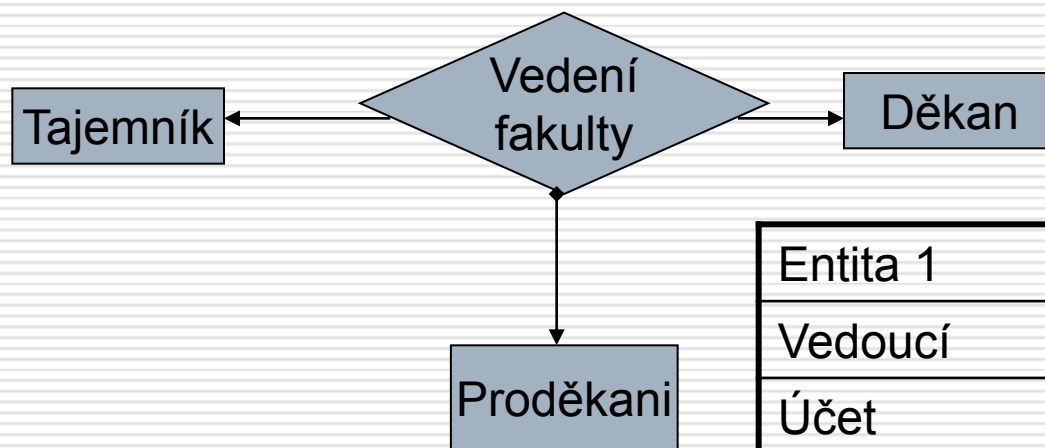 Vedení
fakulty
Tajemník
Děkan
Proděkani
Entita 1
Vedoucí
Účet